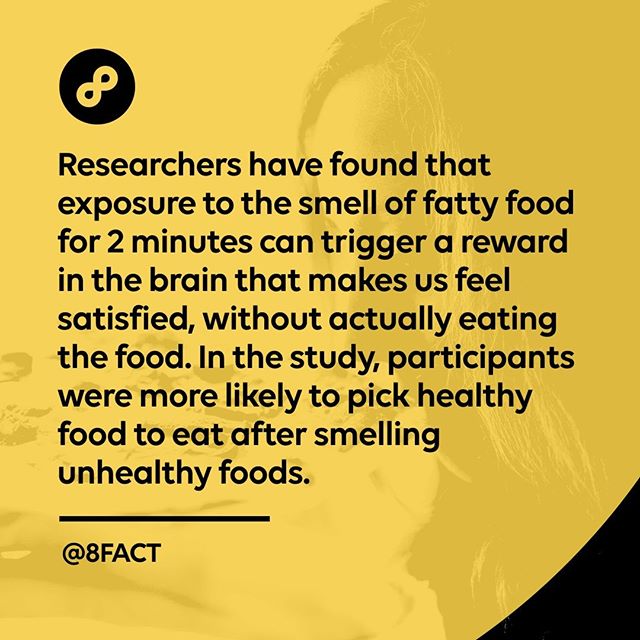 Researchers have found that
exposure to the smell of fatty food
for 2 minutes can trigger a reward
in the brain that makes us feel
satisfied, without actually eating
the food. In the study, participants
were more likely to pick healthy
food to eat after smelling
unhealthy foods.
@8FACT